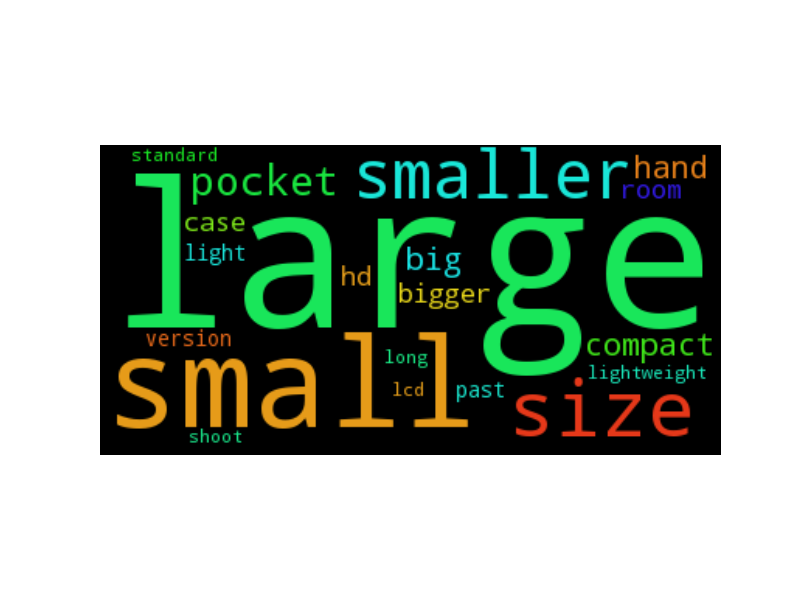 standard
pocket
smaller
hand
room
case
light
large
hd
big
bigger
version
small
long
compact
lightweight
lcd
past
size
shoot